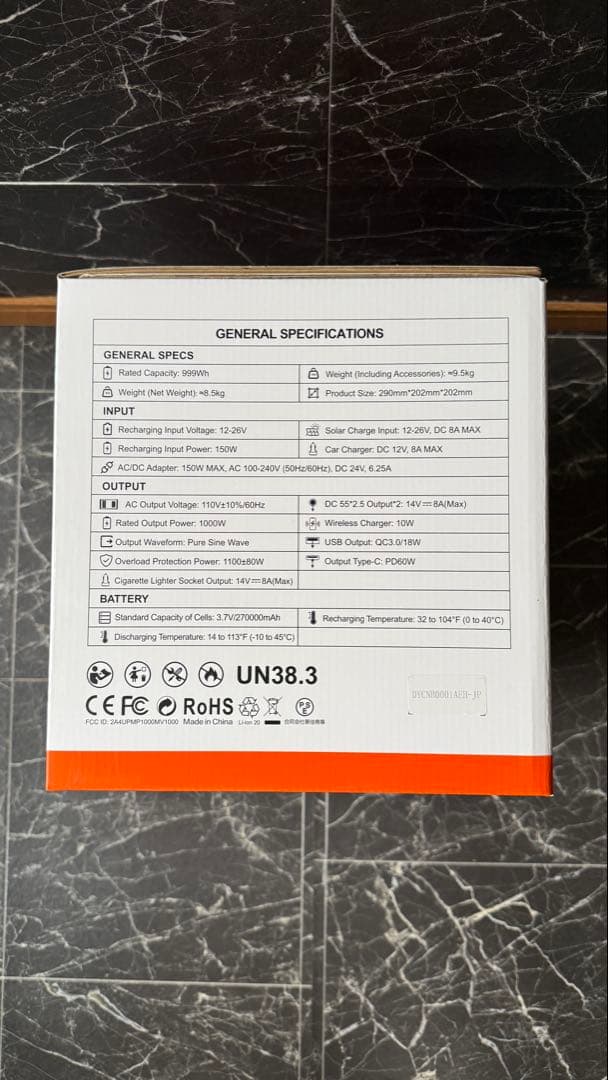 GENERAL SPECIFICATIONS
GENERAL SPECS
Rated Capacity: 999Wh
Weight (Including Accessories): ≈9.5kg
Weight (Net Weight): ≈8.5kg
Product Size: 290mm*202mm*202mm
INPUT
Recharging Input Voltage: 12-26V
Solar Charge Input: 12-26V, DC 8A MAX
Recharging Input Power: 150W
Car Charger: DC 12V, 8A MAX
AC/DC Adapter: 150W MAX, AC 100-240V (50Hz/60Hz), DC 24V, 6.25A
OUTPUT
AC Output Voltage: 110V±10%/60Hz
DC 55*2.5 Output*2: 14V⎓8A(Max)
Rated Output Power: 1000W
Wireless Charger: 10W
Output Waveform: Pure Sine Wave
USB Output: QC3.0/18W
Overload Protection Power: 1100±80W
Output Type-C: PD60W
Cigarette Lighter Socket Output: 14V⎓8A(Max)
BATTERY
Standard Capacity of Cells: 3.7V/270000mAh
Recharging Temperature: 32 to 104°F (0 to 40°C)
Discharging Temperature: 14 to 113°F (-10 to 45°C)
UN38.3
CE FC RoHS PSE
FCC ID: 2A4UPMP1000MV1000 Made in China Li-ion 20